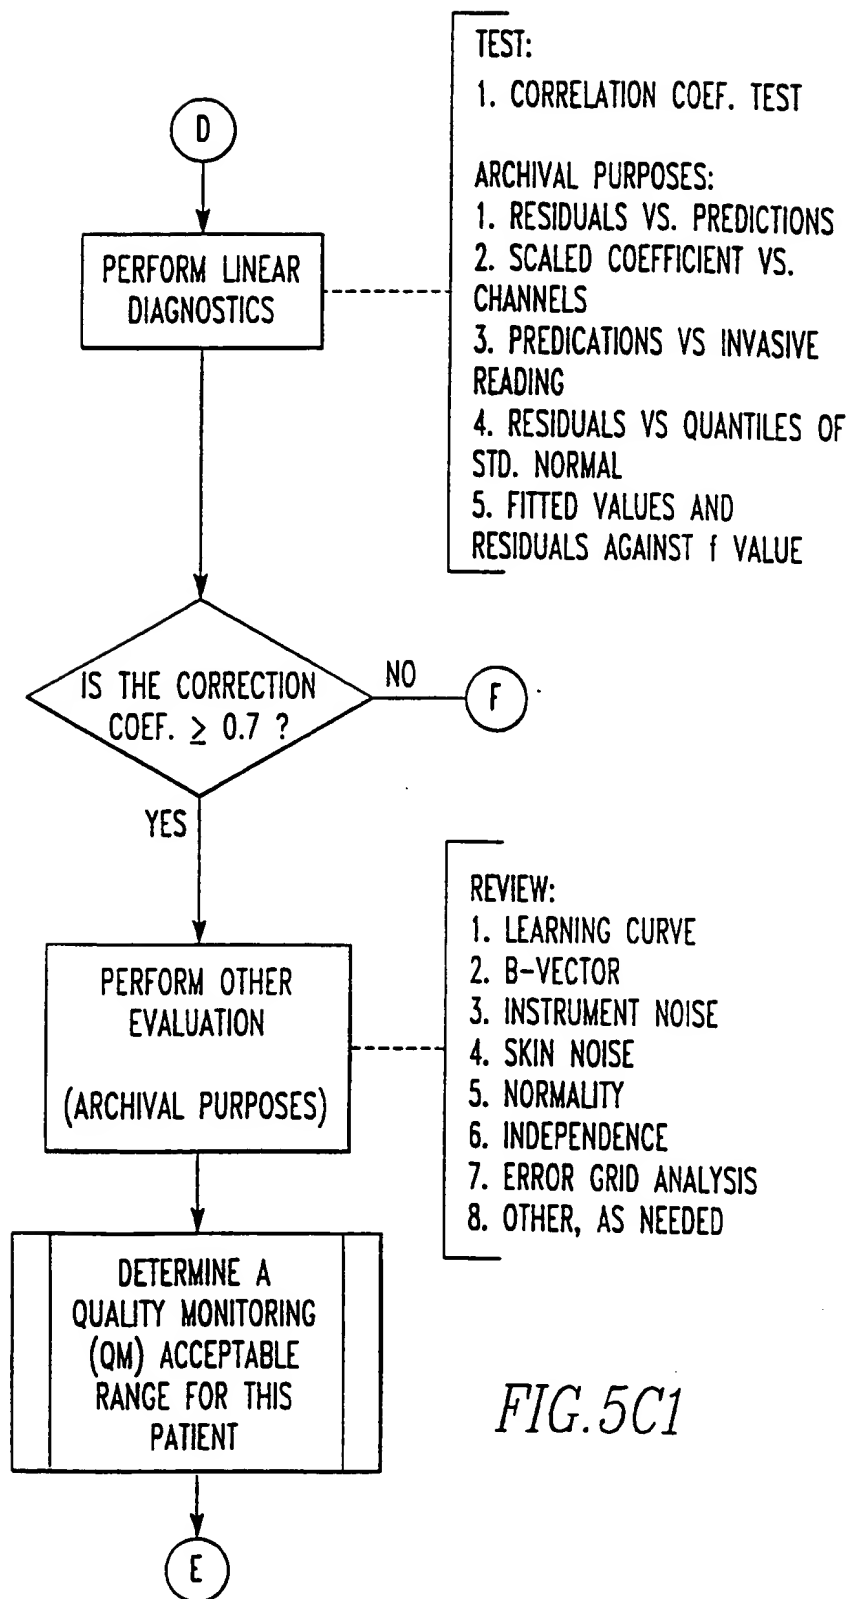 D
PERFORM LINEAR
DIAGNOSTICS
TEST:
1. CORRELATION COEF. TEST
ARCHIVAL PURPOSES:
1. RESIDUALS VS. PREDICTIONS
2. SCALED COEFFICIENT VS.
CHANNELS
3. PREDICATIONS VS INVASIVE
READING
4. RESIDUALS VS QUANTILES OF
STD. NORMAL
5. FITTED VALUES AND
RESIDUALS AGAINST f VALUE
IS THE CORRECTION
COEF. ≥ 0.7 ?
NO
F
YES
PERFORM OTHER
EVALUATION
(ARCHIVAL PURPOSES)
REVIEW:
1. LEARNING CURVE
2. B-VECTOR
3. INSTRUMENT NOISE
4. SKIN NOISE
5. NORMALITY
6. INDEPENDENCE
7. ERROR GRID ANALYSIS
8. OTHER, AS NEEDED
DETERMINE A
QUALITY MONITORING
(QM) ACCEPTABLE
RANGE FOR THIS
PATIENT
E
FIG.5C1